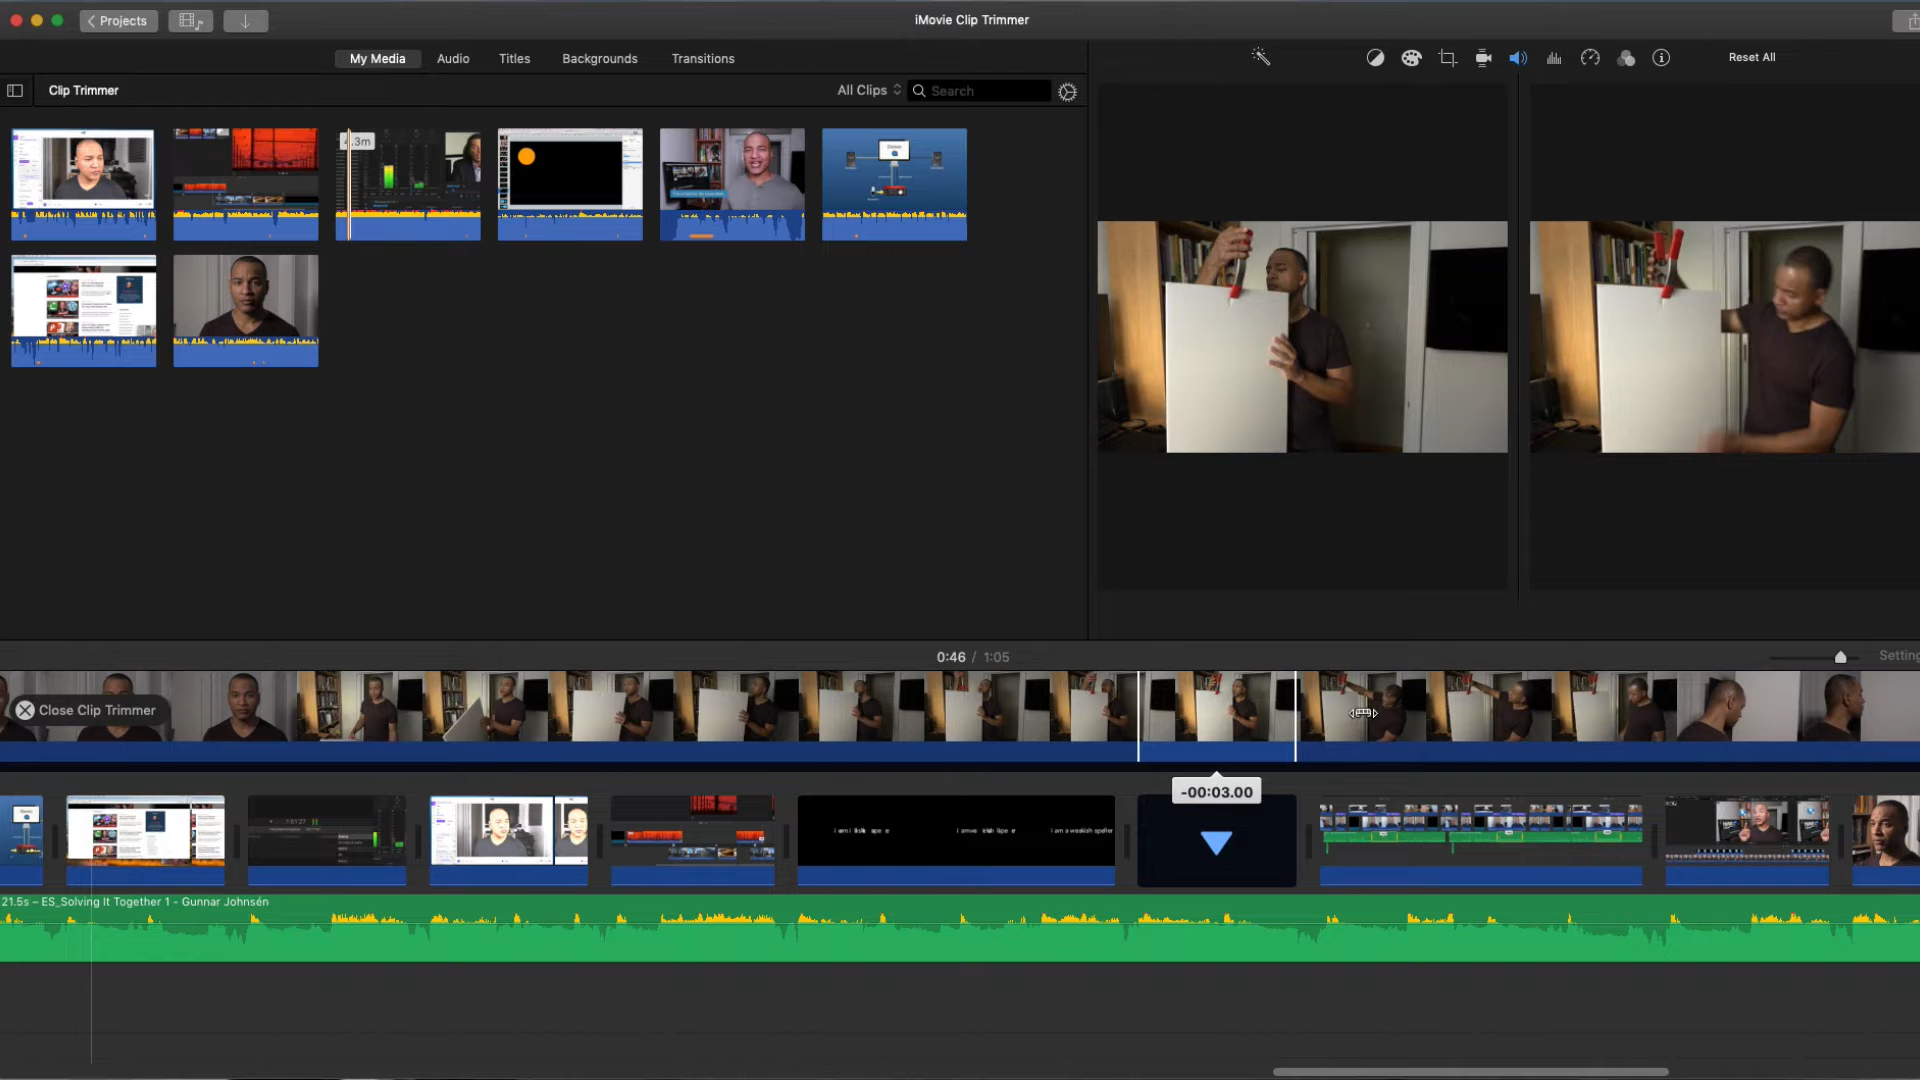 Projects
iMovie Clip Trimmer
My Media
Audio
Titles
Backgrounds
Transitions
Reset All
Clip Trimmer
All Clips
Search
0:46 / 1:05
Close Clip Trimmer
-00:03.00
21.5s – ES_Solving It Together 1 - Gunnar Johnsén